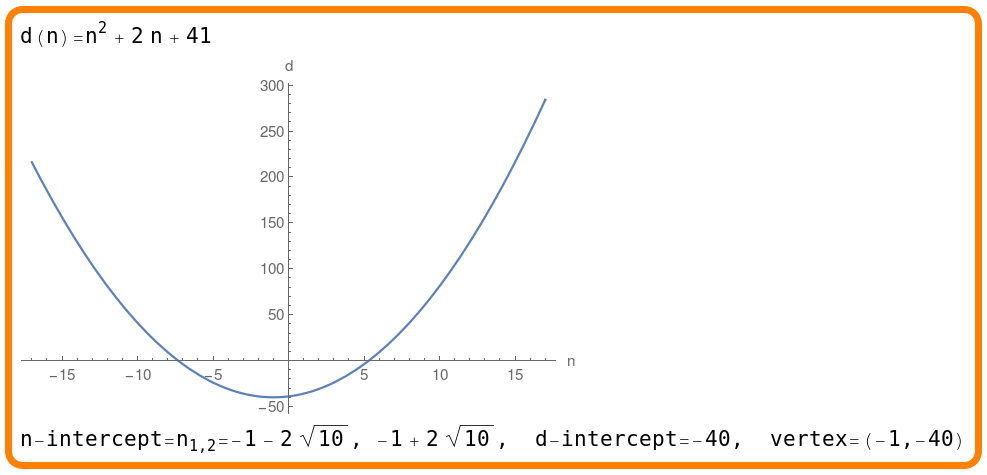 d(n)=n² + 2 n + 41
d
300
250
200
150
100
50
−15 −10 −5 5 10 15 n
−50
n−intercept=n₁,₂=−1 − 2 √10, −1 + 2 √10, d−intercept=−40, vertex=(−1,−40)